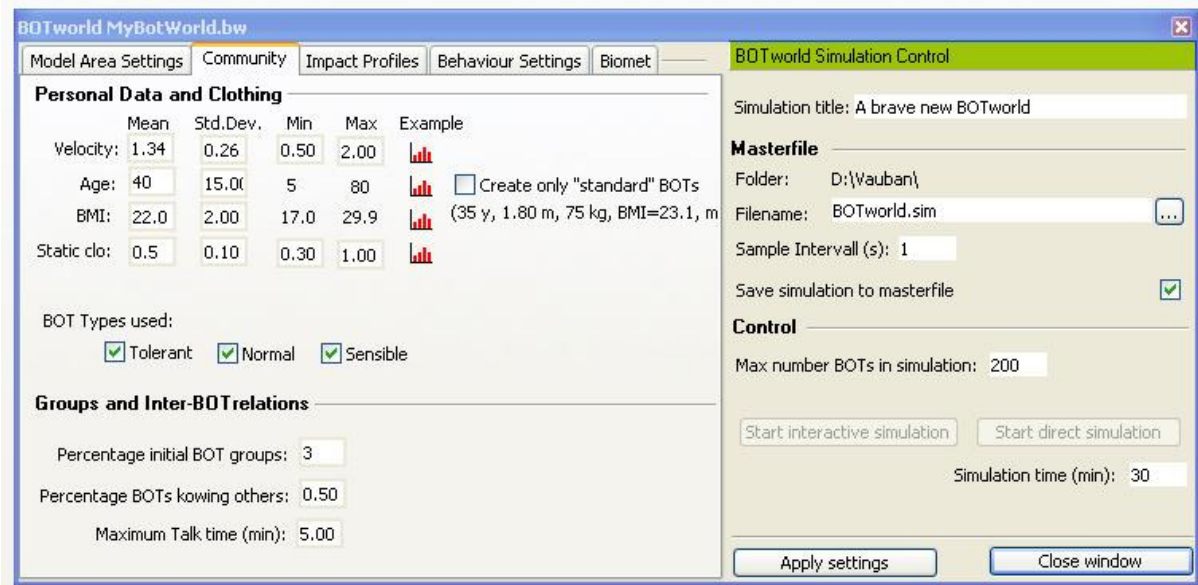 BOTworld MyBotWorld.bw
Model Area Settings Community Impact Profiles Behaviour Settings Biomet
Personal Data and Clothing
Mean Std.Dev. Min Max Example
Velocity: 1.34 0.26 0.50 2.00
Age: 40 15.0( 5 80 Create only "standard" BOTs
BMI: 22.0 2.00 17.0 29.9 (35 y, 1.80 m, 75 kg, BMI=23.1, m
Static clo: 0.5 0.10 0.30 1.00
BOT Types used:
Tolerant Normal Sensible
Groups and Inter-BOTrelations
Percentage initial BOT groups: 3
Percentage BOTs kowing others: 0.50
Maximum Talk time (min): 5.00
BOTworld Simulation Control
Simulation title: A brave new BOTworld
Masterfile
Folder: D:\Vauban\
Filename: BOTworld.sim ...
Sample Intervall (s): 1
Save simulation to masterfile
Control
Max number BOTs in simulation: 200
Start interactive simulation Start direct simulation
Simulation time (min): 30
Apply settings Close window